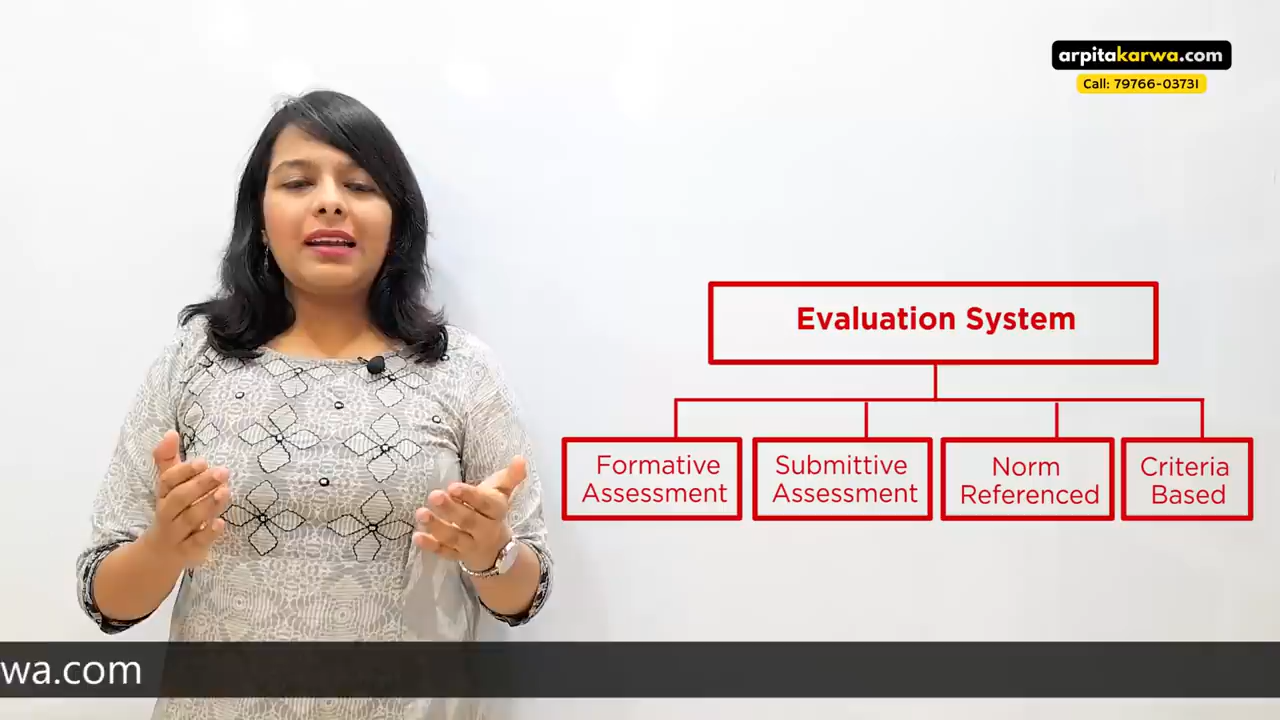 arpitakarwa.com
Call: 79766-03731
Evaluation System
Formative
Assessment
Submittive
Assessment
Norm
Referenced
Criteria
Based
wa.com